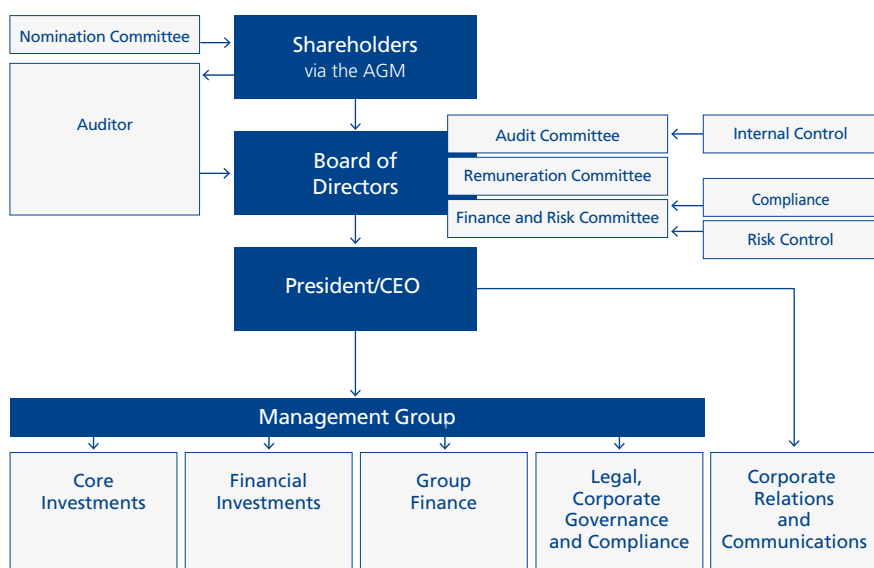 Nomination Committee
Shareholders
via the AGM
Auditor
Board of
Directors
Audit Committee
Internal Control
Remuneration Committee
Finance and Risk Committee
Compliance
Risk Control
President/CEO
Management Group
Core
Investments
Financial
Investments
Group
Finance
Legal,
Corporate
Governance
and Compliance
Corporate
Relations
and
Communications